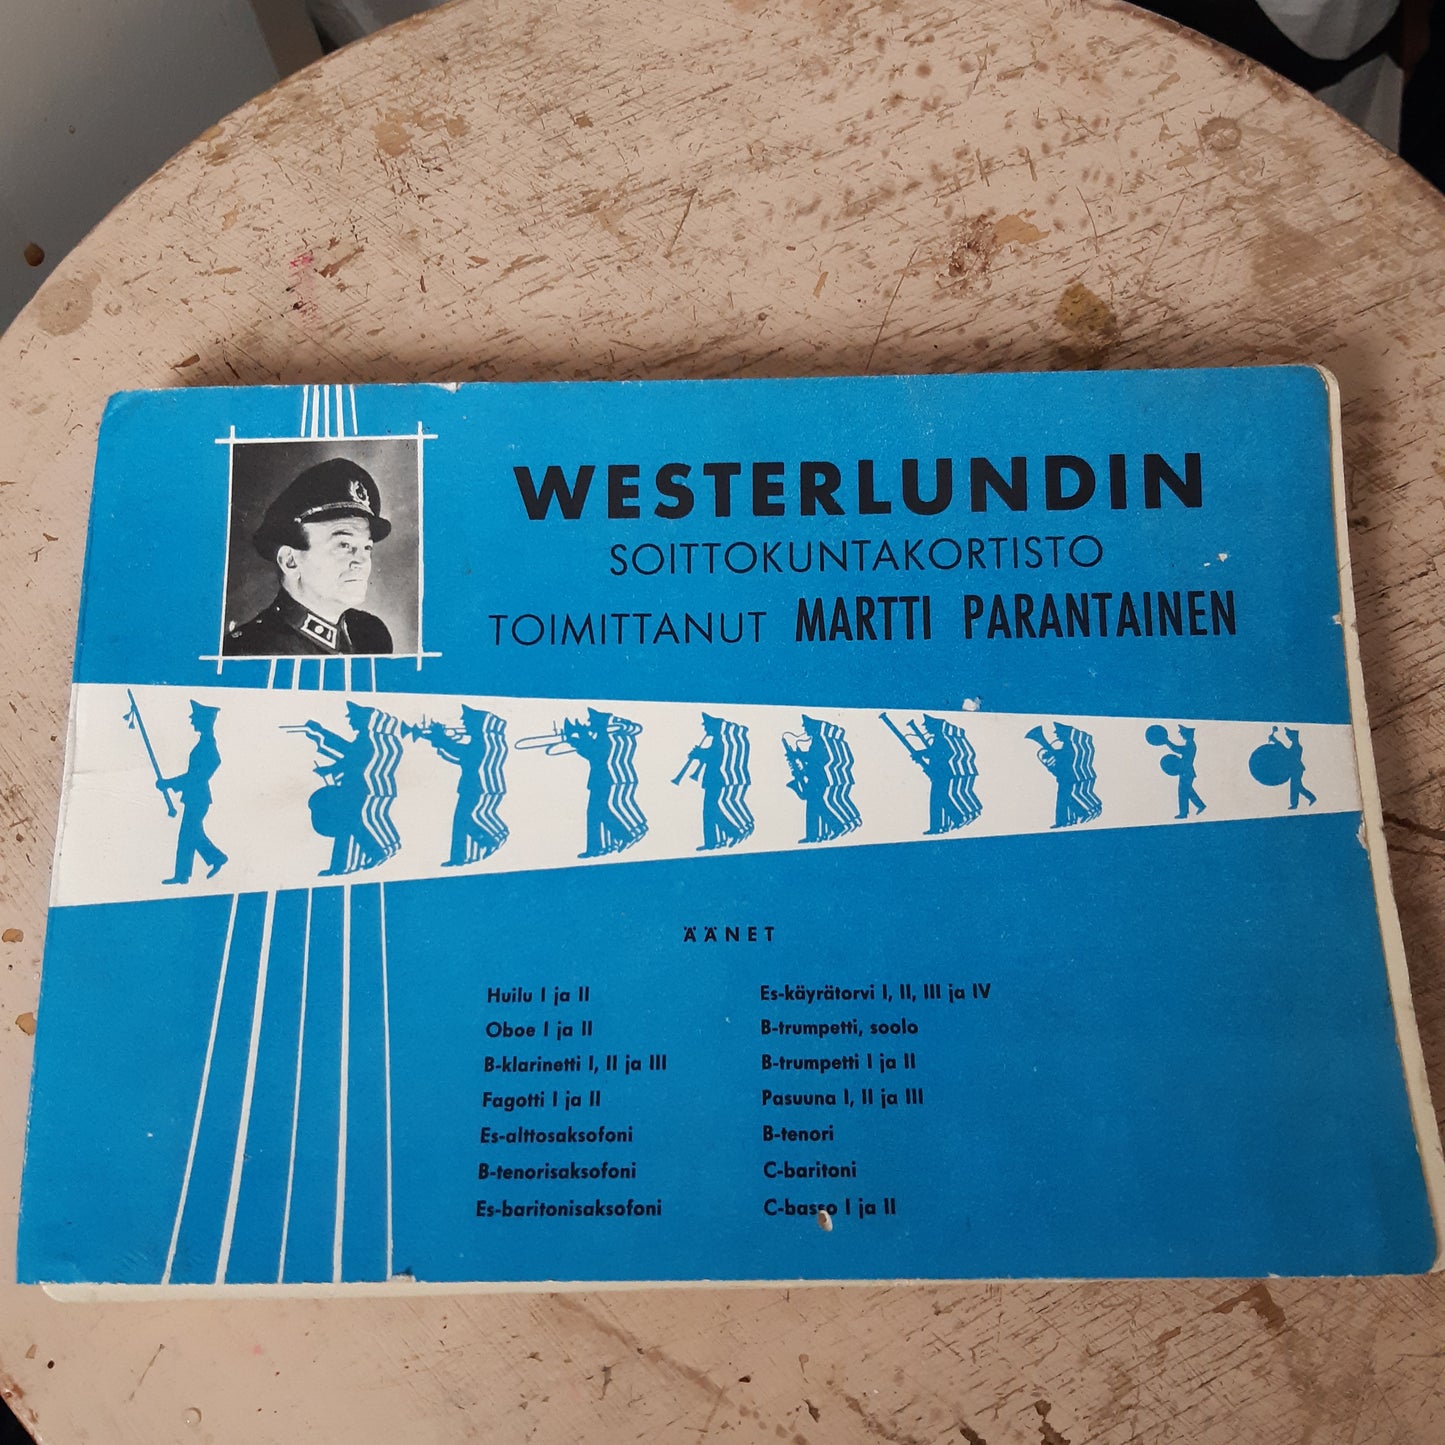 WESTERLUNDIN
SOITTOKUNTAKORTISTO
TOIMITTANUT MARTTI PARANTAINEN
ÄÄNET
Huilu I ja II
Oboe I ja II
B-klarinetti I, II ja III
Fagotti I ja II
Es-alttosaksofoni
B-tenorisaksofoni
Es-baritonisaksofoni
Es-käyrätorvi I, II, III ja IV
B-trumpetti, soolo
B-trumpetti I ja II
Pasuuna I, II ja III
B-tenori
C-baritoni
C-basso I ja II